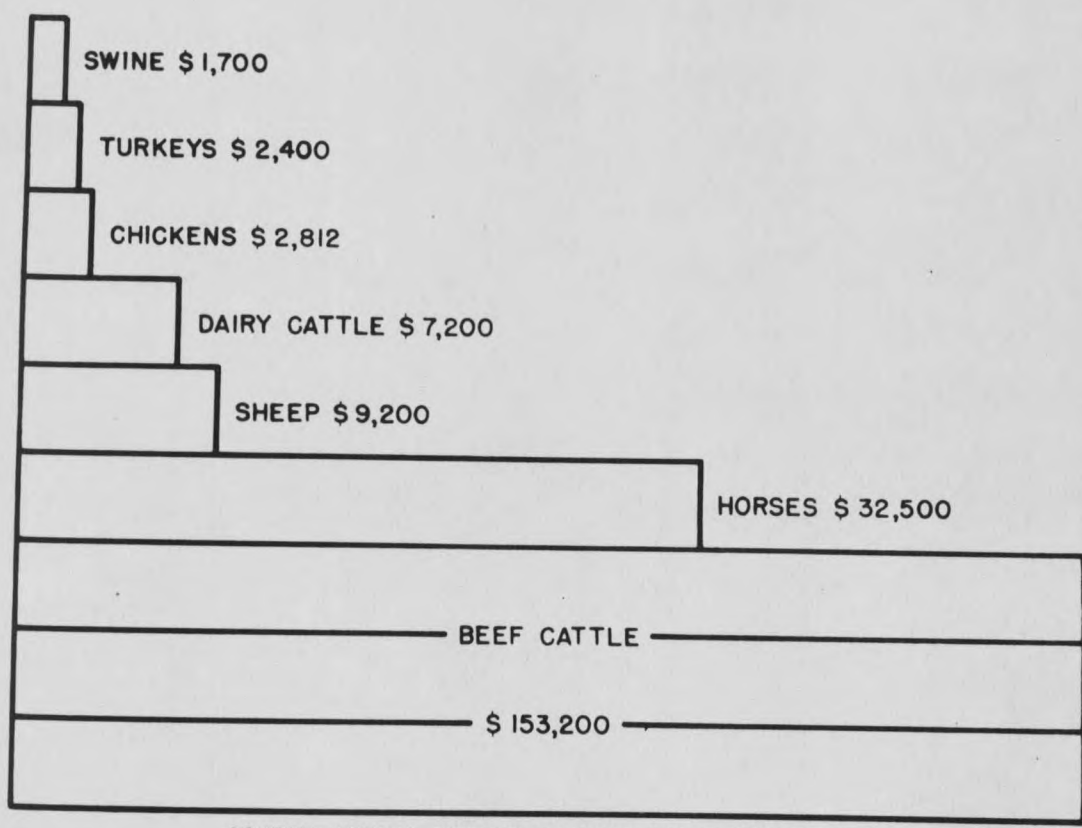 SWINE $ 1,700
TURKEYS $ 2,400
CHICKENS $ 2,812
DAIRY CATTLE $ 7,200
SHEEP $ 9,200
HORSES $ 32,500
BEEF CATTLE
$ 153,200